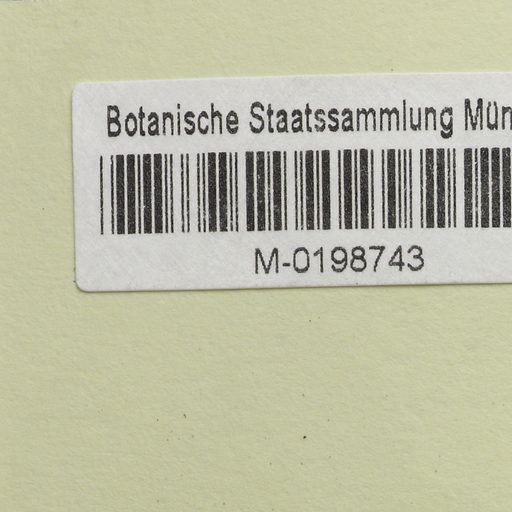 Botanische Staatssammlung Mün
M-0198743